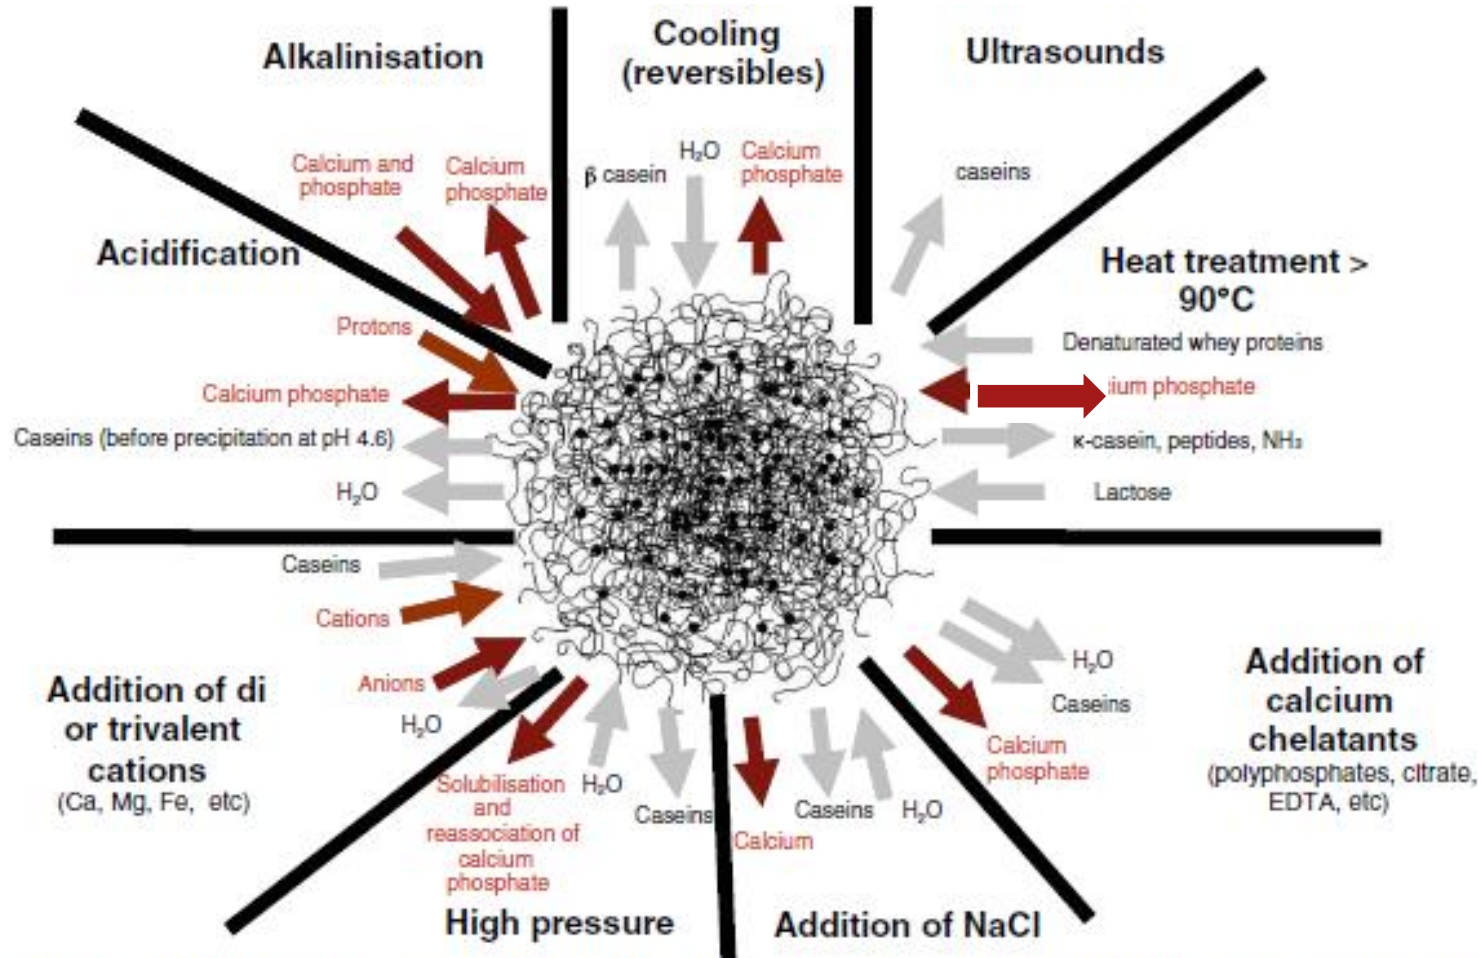 Alkalinisation
Calcium and
phosphate
Calcium
phosphate
Cooling
(reversibles)
β casein
H₂O
Calcium
phosphate
Ultrasounds
caseins
Heat treatment >
90°C
Denaturated whey proteins
ium phosphate
κ-casein, peptides, NH₃
Lactose
Acidification
Protons
Calcium phosphate
Caseins (before precipitation at pH 4.6)
H₂O
Caseins
Cations
Anions
H₂O
Addition of di
or trivalent
cations
(Ca, Mg, Fe, etc)
Solubilisation
and
reassociation of
calcium
phosphate
H₂O
Caseins
High pressure
Calcium
Caseins
H₂O
Addition of NaCl
H₂O
Caseins
Calcium
phosphate
Addition of
calcium
chelatants
(polyphosphates, citrate,
EDTA, etc)